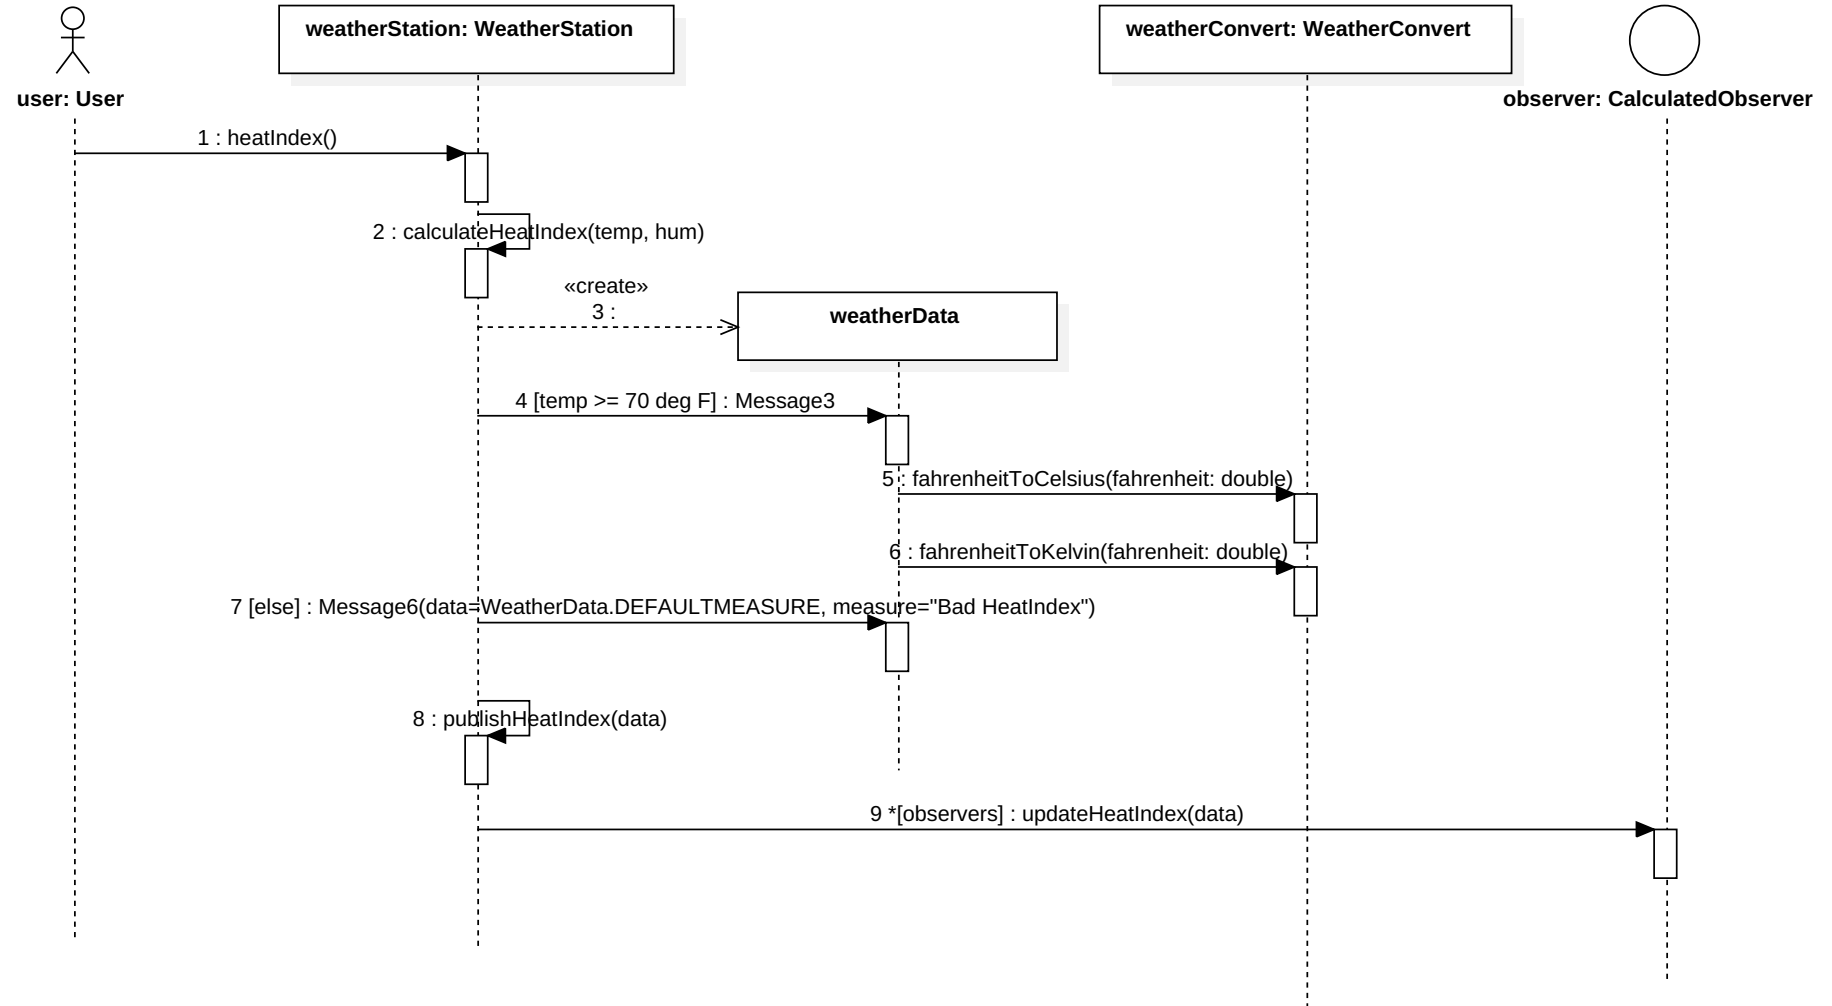 weatherStation: WeatherStation
weatherConvert: WeatherConvert
user: User
observer: CalculatedObserver
1 : heatIndex()
2 : calculateHeatIndex(temp, hum)
«create»
3 :
weatherData
4 [temp >= 70 deg F] : Message3
5 : fahrenheitToCelsius(fahrenheit: double)
6 : fahrenheitToKelvin(fahrenheit: double)
7 [else] : Message6(data=WeatherData.DEFAULTMEASURE, measure="Bad HeatIndex")
8 : publishHeatIndex(data)
9 *[observers] : updateHeatIndex(data)